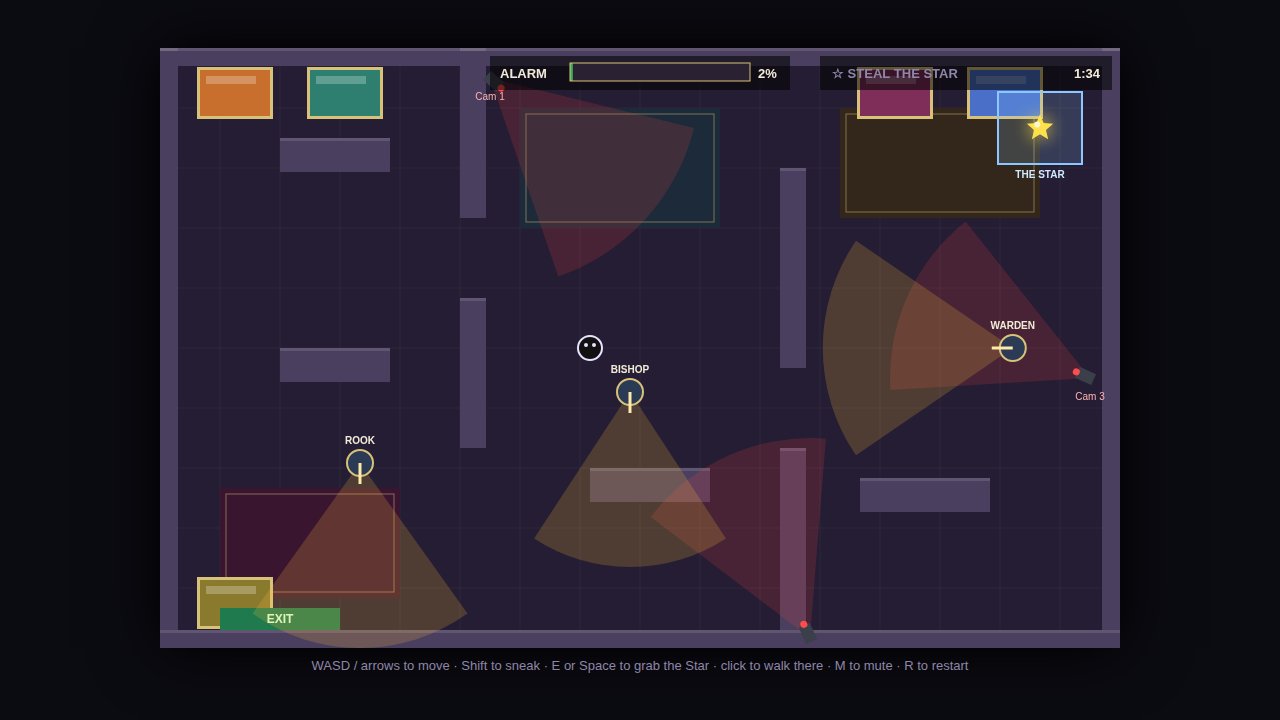 ALARM 2% ☆ STEAL THE STAR 1:34
Cam 1
THE STAR
WARDEN
BISHOP
Cam 3
ROOK
EXIT
WASD / arrows to move · Shift to sneak · E or Space to grab the Star · click to walk there · M to mute · R to restart